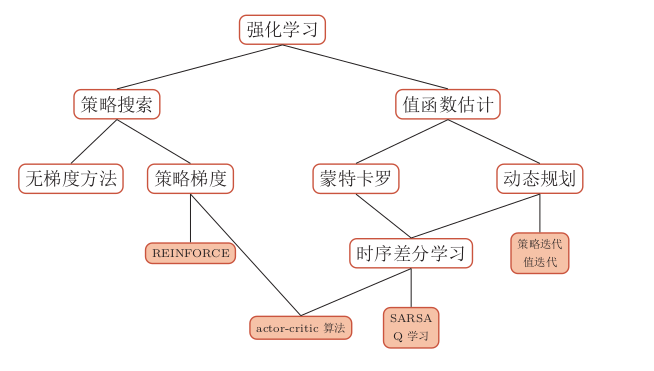 强化学习
策略搜索
值函数估计
无梯度方法
策略梯度
蒙特卡罗
动态规划
REINFORCE
时序差分学习
策略迭代
值迭代
actor-critic 算法
SARSA
Q 学习